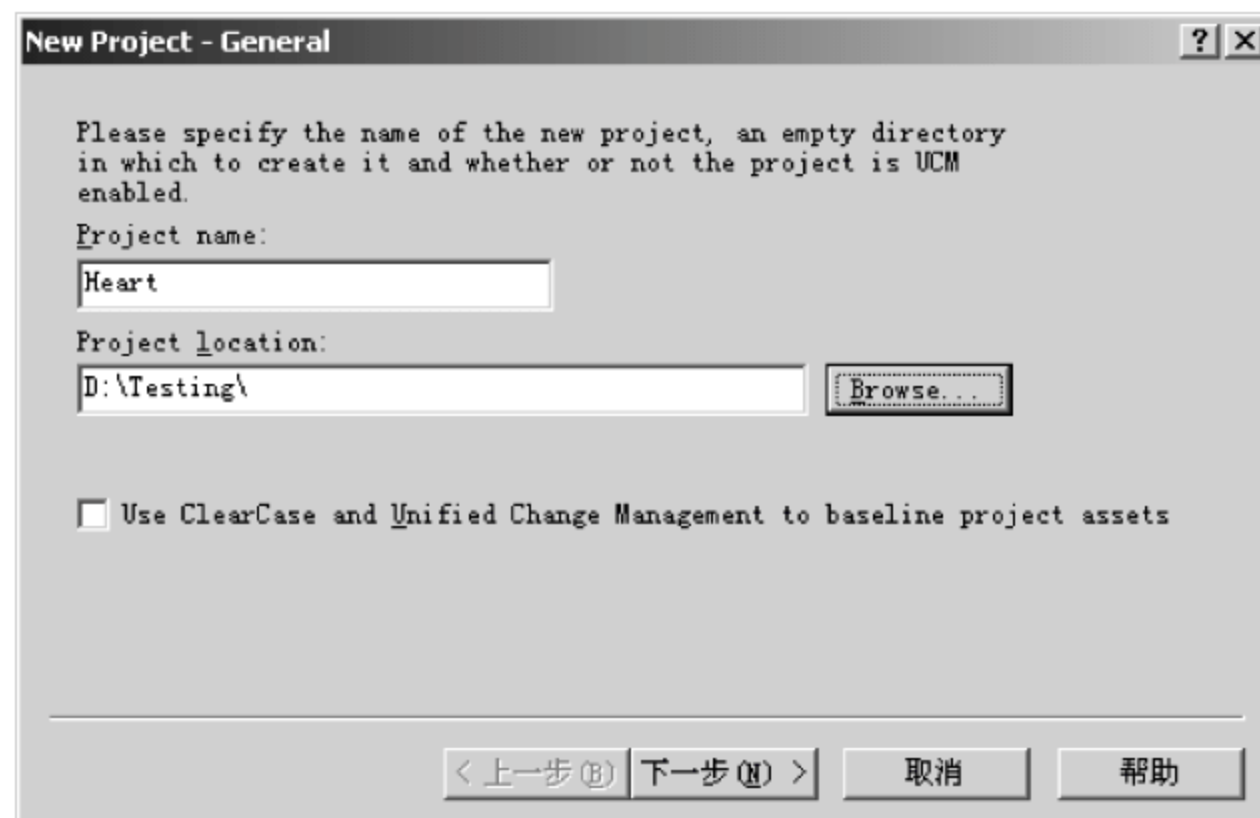 New Project - General
Please specify the name of the new project, an empty directory
in which to create it and whether or not the project is UCM
enabled.
Project name:
Heart
Project location:
D:\Testing\
Browse...
Use ClearCase and Unified Change Management to baseline project assets
< 上一步(B) 下一步(N) > 取消 帮助